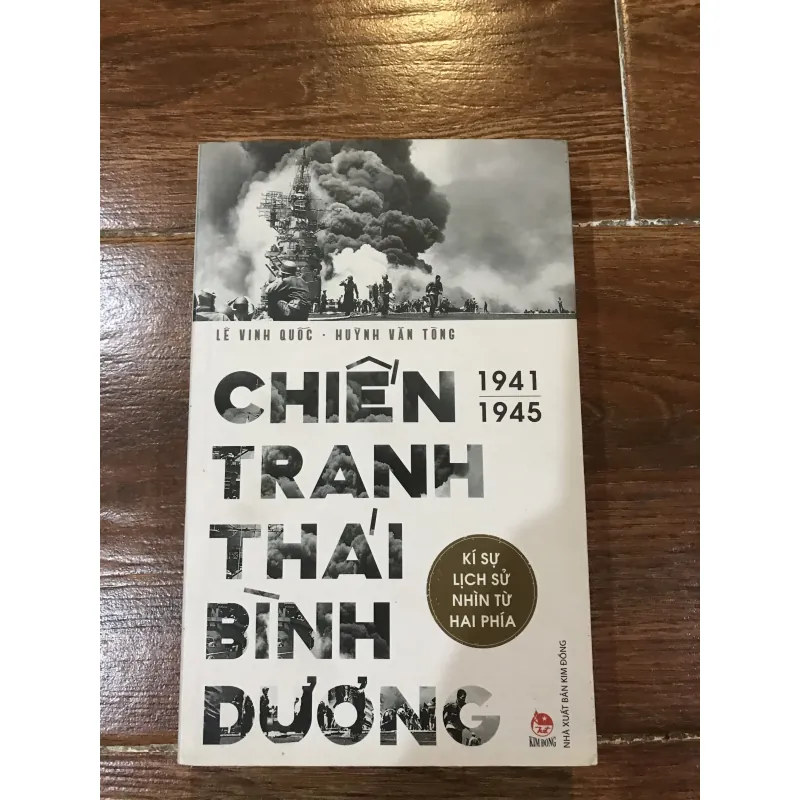 LÊ VINH QUỐC · HUỲNH VĂN TÒNG
CHIẾN
1941
1945
TRANH
THÁI
BÌNH
DƯƠNG
KÍ SỰ
LỊCH SỬ
NHÌN TỪ
HAI PHÍA
KIM ĐỒNG
NHÀ XUẤT BẢN KIM ĐỒNG